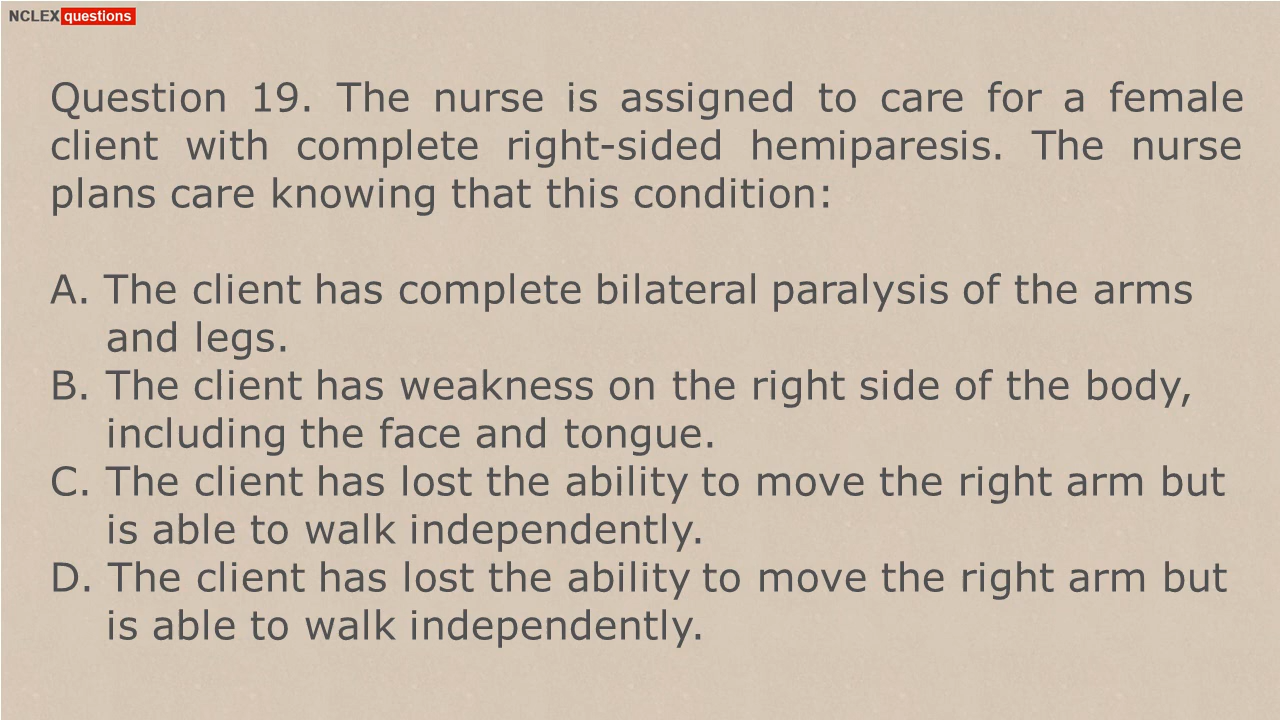 NCLEX questions
Question 19. The nurse is assigned to care for a female
client with complete right-sided hemiparesis. The nurse
plans care knowing that this condition:
A. The client has complete bilateral paralysis of the arms
and legs.
B. The client has weakness on the right side of the body,
including the face and tongue.
C. The client has lost the ability to move the right arm but
is able to walk independently.
D. The client has lost the ability to move the right arm but
is able to walk independently.